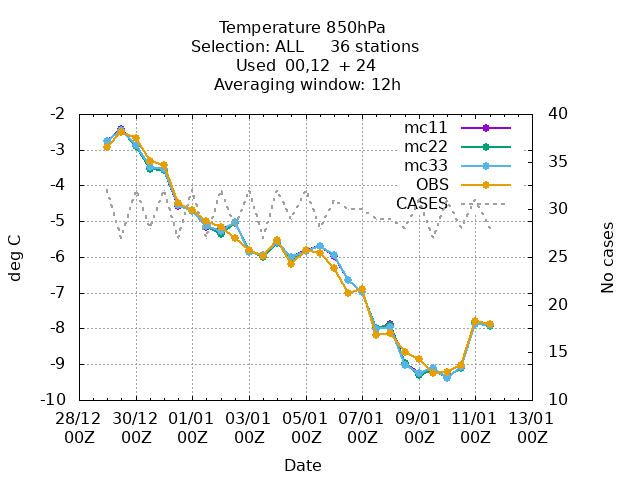 Temperature 850hPa
Selection: ALL     36 stations
Used  00,12  + 24
Averaging window: 12h
-2
-3
-4
-5
-6
-7
-8
-9
-10
deg C
40
35
30
25
20
15
10
No cases
mc11
mc22
mc33
OBS
CASES
28/12 30/12 01/01 03/01 05/01 07/01 09/01 11/01 13/01
00Z 00Z 00Z 00Z 00Z 00Z 00Z 00Z 00Z
Date